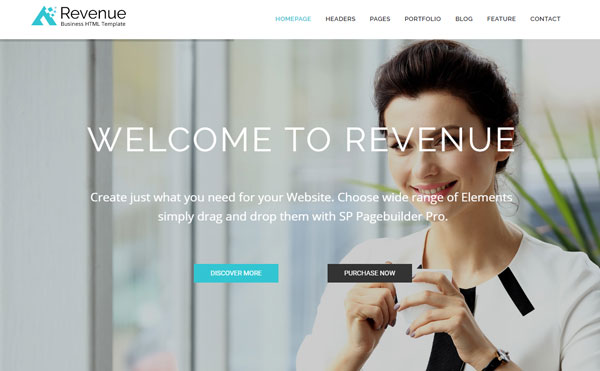 Revenue
Business HTML Template
HOMEPAGE HEADERS PAGES PORTFOLIO BLOG FEATURE CONTACT
WELCOME TO REVENUE
Create just what you need for your Website. Choose wide range of Elements
simply drag and drop them with SP Pagebuilder Pro.
DISCOVER MORE PURCHASE NOW